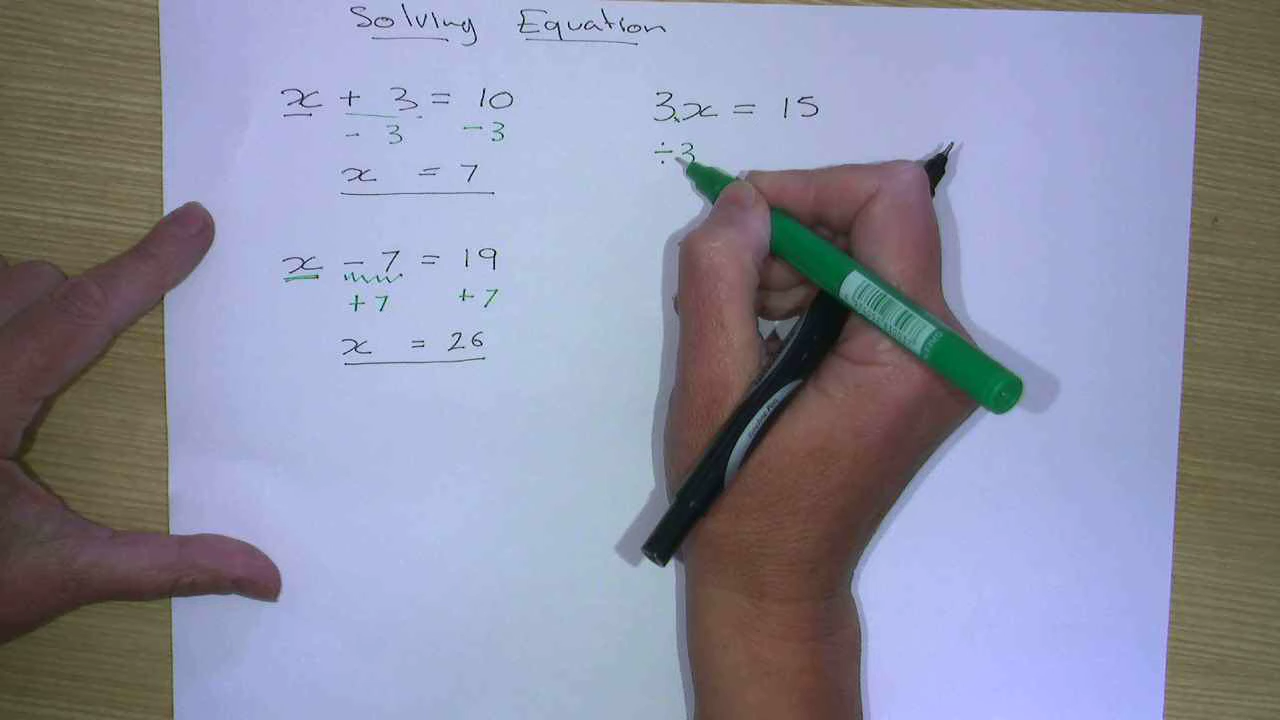 Solving Equation
x + 3 = 10
- 3 -3
x = 7
x - 7 = 19
+7 +7
x = 26
3x = 15
÷3